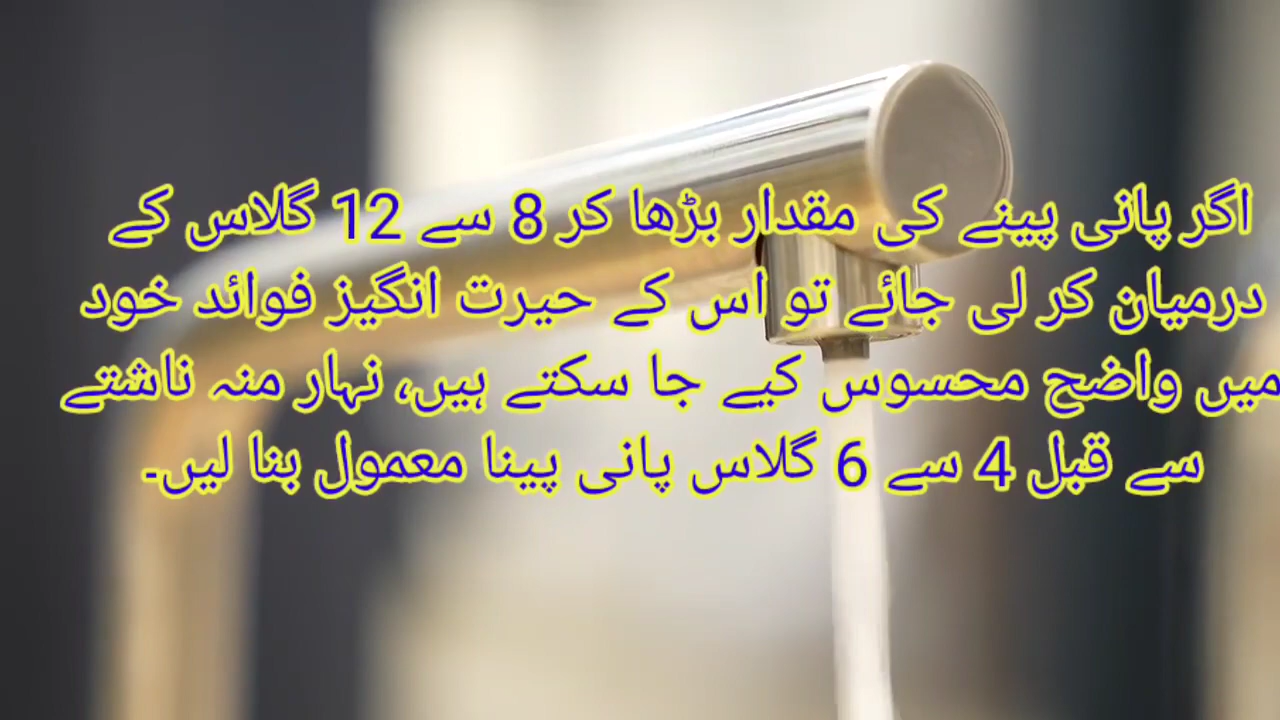 اگر پانی پینے کی مقدار بڑھا کر 8 سے 12 گلاس کے
درمیان کر لی جائے تو اس کے حیرت انگیز فوائد خود
میں واضح محسوس کیے جا سکتے ہیں، نہار منہ ناشتے
سے قبل 4 سے 6 گلاس پانی پینا معمول بنا لیں۔